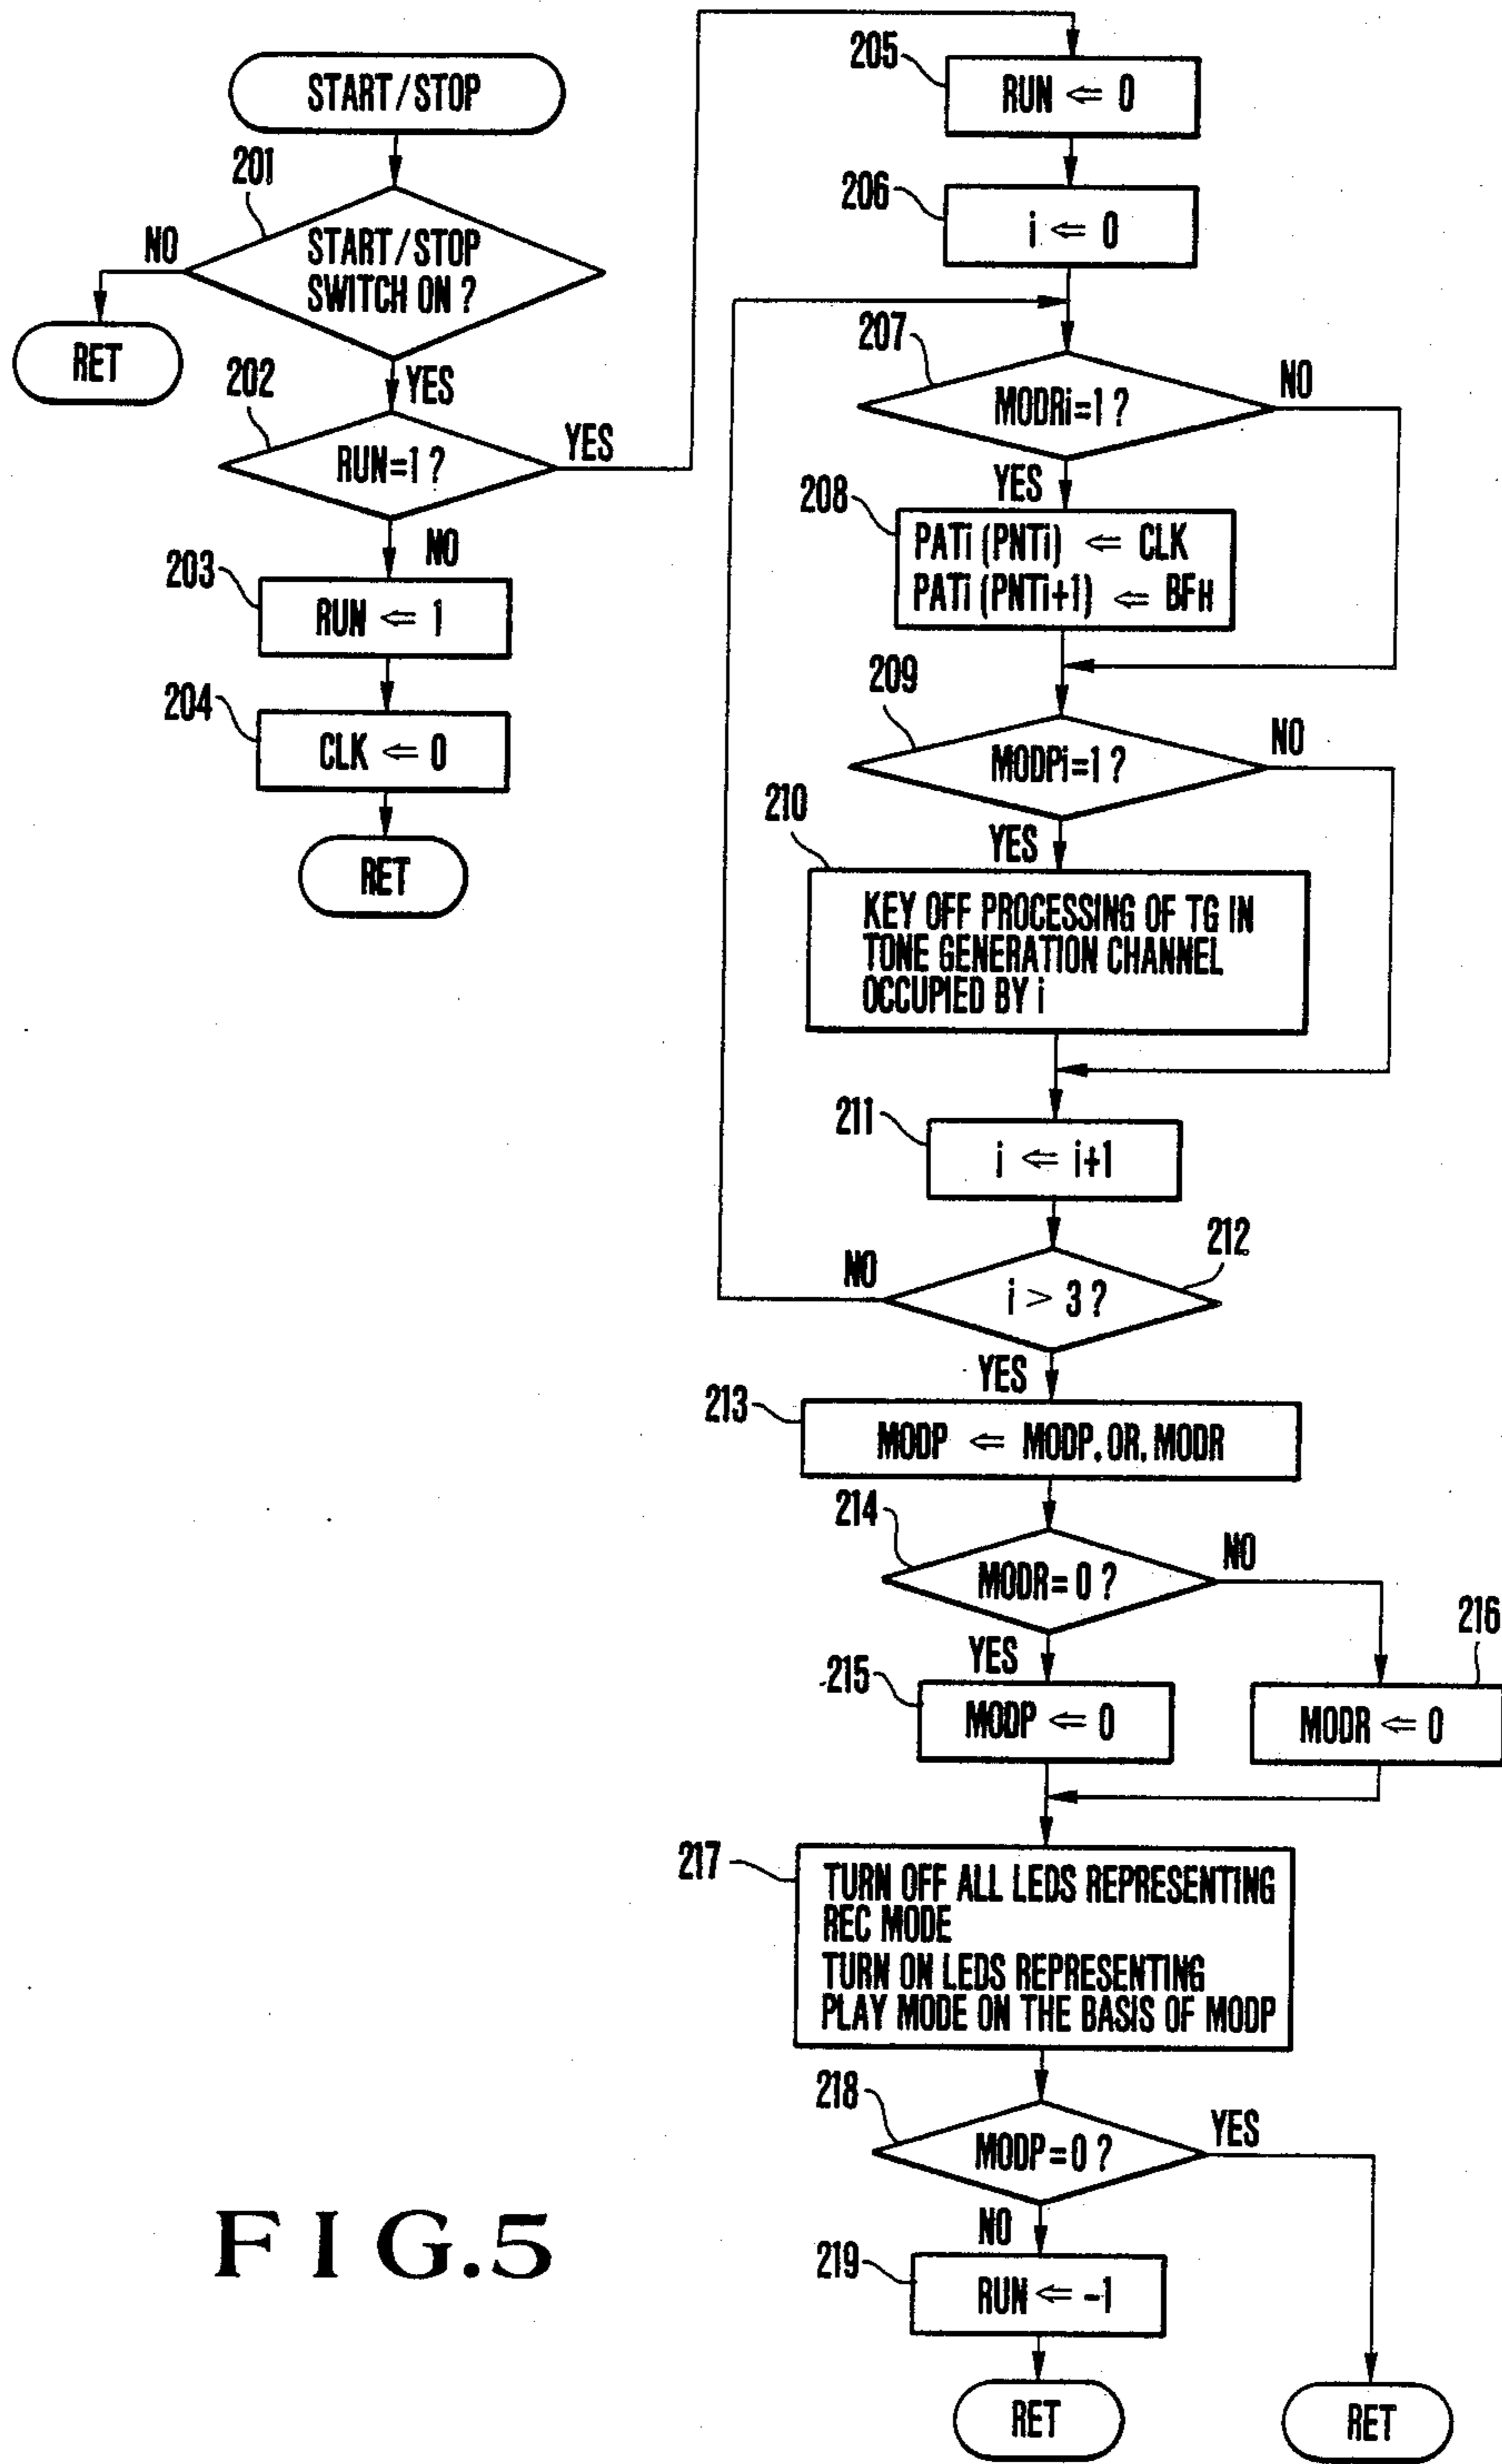 START/STOP
201
START/STOP
SWITCH ON ?
NO
RET
YES
202
RUN=1 ?
YES
NO
203
RUN ⇐ 1
204
CLK ⇐ 0
RET
205
RUN ⇐ 0
206
i ⇐ 0
207
MODRi=1 ?
NO
YES
208
PATi (PNTi) ⇐ CLK
PATi (PNTi+1) ⇐ BFH
209
MODPi=1 ?
NO
YES
210
KEY OFF PROCESSING OF TG IN
TONE GENERATION CHANNEL
OCCUPIED BY i
211
i ⇐ i+1
212
i > 3 ?
NO
YES
213
MODP ⇐ MODP, OR, MODR
214
MODR = 0 ?
NO
YES
215
MODP ⇐ 0
216
MODR ⇐ 0
217
TURN OFF ALL LEDS REPRESENTING
REC MODE
TURN ON LEDS REPRESENTING
PLAY MODE ON THE BASIS OF MODP
218
MODP = 0 ?
YES
NO
219
RUN ⇐ -1
RET
RET
FIG.5